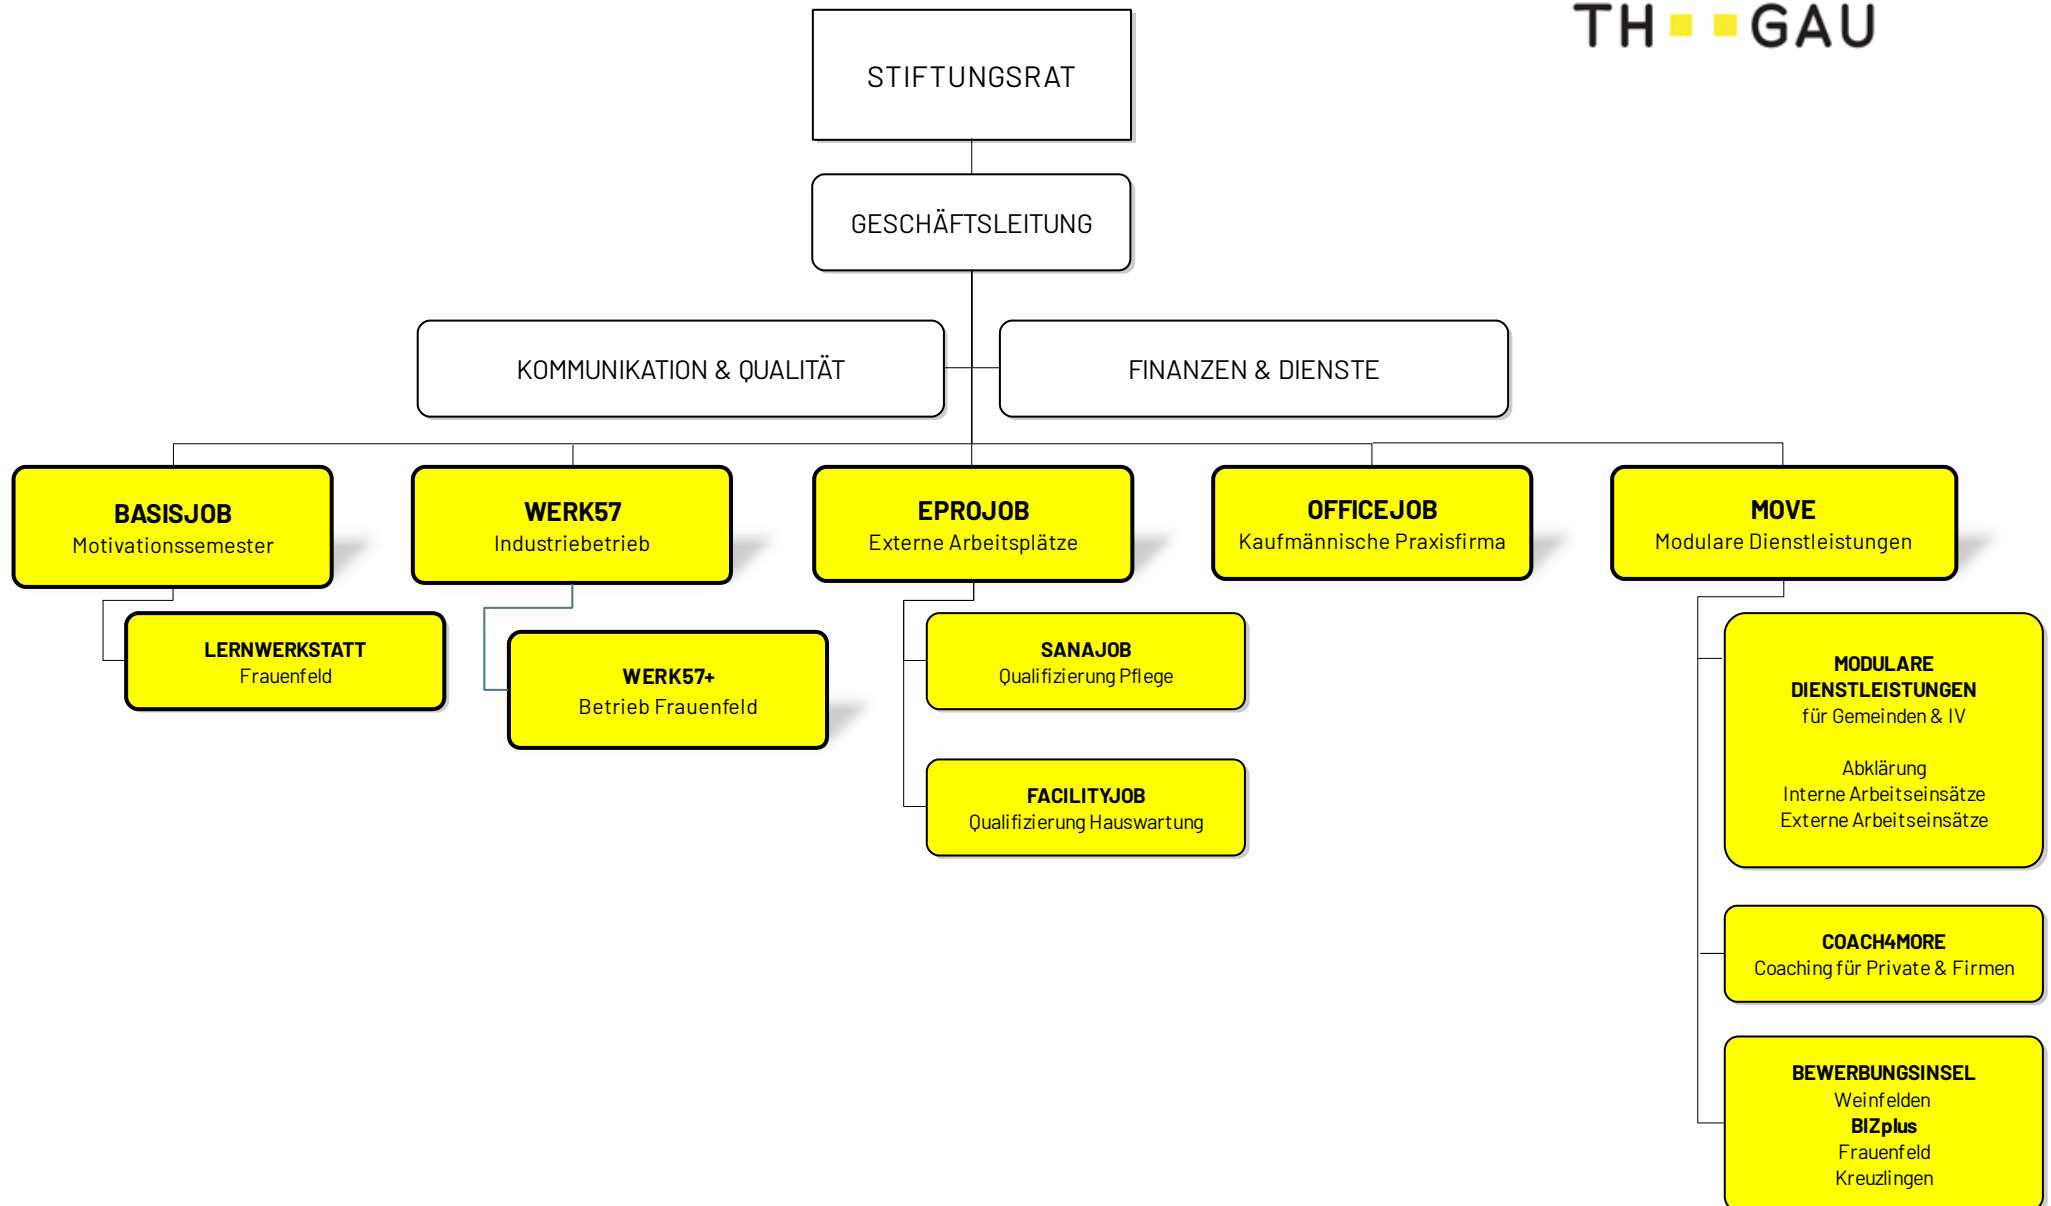 TH GAU
STIFTUNGSRAT
GESCHÄFTSLEITUNG
KOMMUNIKATION & QUALITÄT
FINANZEN & DIENSTE
BASISJOB
Motivationssemester
WERK57
Industriebetrieb
EPROJOB
Externe Arbeitsplätze
OFFICEJOB
Kaufmännische Praxisfirma
MOVE
Modulare Dienstleistungen
LERNWERKSTATT
Frauenfeld
WERK57+
Betrieb Frauenfeld
SANAJOB
Qualifizierung Pflege
FACILITYJOB
Qualifizierung Hauswartung
MODULARE
DIENSTLEISTUNGEN
für Gemeinden & IV
Abklärung
Interne Arbeitseinsätze
Externe Arbeitseinsätze
COACH4MORE
Coaching für Private & Firmen
BEWERBUNGSINSEL
Weinfelden
BIZplus
Frauenfeld
Kreuzlingen